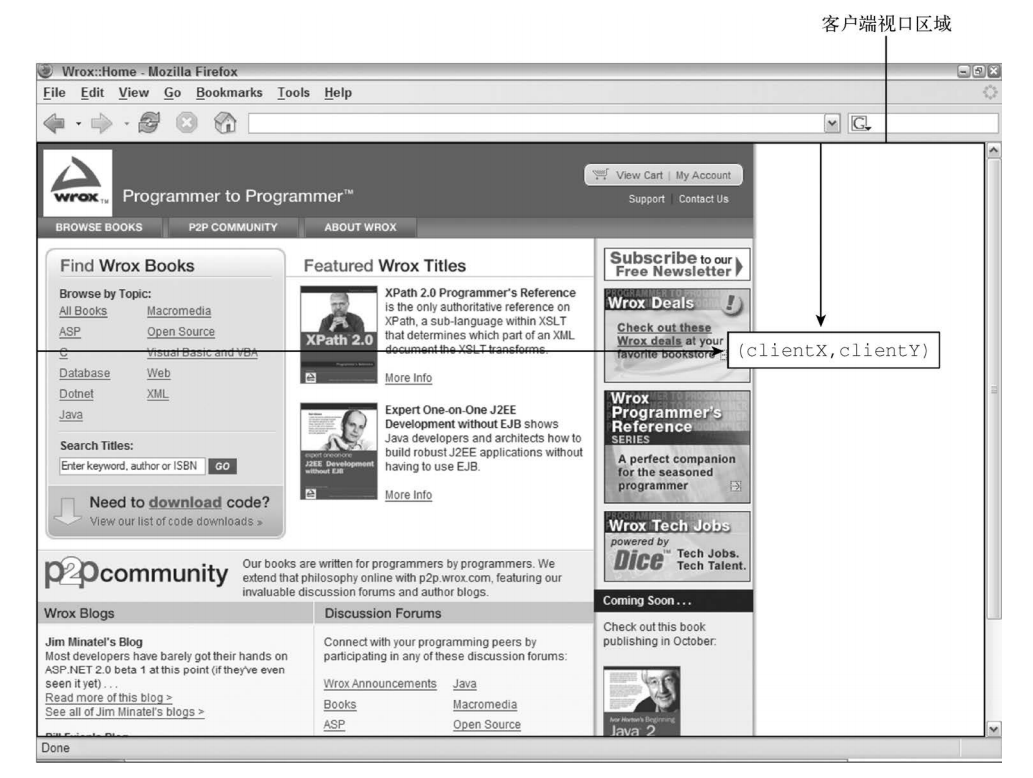 客户端视口区域
Wrox::Home - Mozilla Firefox
File Edit View Go Bookmarks Tools Help
G
wrox TM
Programmer to Programmer™
View Cart | My Account
Support | Contact Us
BROWSE BOOKS P2P COMMUNITY ABOUT WROX
Find Wrox Books
Browse by Topic:
All Books Macromedia
ASP Open Source
C Visual Basic and VBA
Database Web
Dotnet XML
Java
Search Titles:
Enter keyword, author or ISBN GO
Need to download code?
View our list of code downloads »
Featured Wrox Titles
XPath 2.0
XPath 2.0 Programmer's Reference
is the only authoritative reference on
XPath, a sub-language within XSLT
that determines which part of an XML
document the XSLT transforms.
More Info
expert one-on-one
J2EE Development
without EJB
Expert One-on-One J2EE
Development without EJB shows
Java developers and architects how to
build robust J2EE applications without
having to use EJB.
More Info
Subscribe to our
Free Newsletter
Wrox Deals
Check out these
Wrox deals at your
favorite bookstore
(clientX,clientY)
Wrox
Programmer's
Reference
SERIES
A perfect companion
for the seasoned
programmer
Wrox Tech Jobs
powered by
Dice™ Tech Jobs.
Tech Talent.
p2pcommunity
Our books are written for programmers by programmers. We
extend that philosophy online with p2p.wrox.com, featuring our
invaluable discussion forums and author blogs.
Wrox Blogs
Jim Minatel's Blog
Most developers have barely got their hands on
ASP.NET 2.0 beta 1 at this point (if they've even
seen it yet) . . .
Read more of this blog >
See all of Jim Minatel's blogs >
Discussion Forums
Connect with your programming peers by
participating in any of these discussion forums:
Wrox Announcements Java
Books Macromedia
ASP Open Source
Coming Soon . . .
Check out this book
publishing in October:
Ivor Horton's Beginning
Java 2
Done